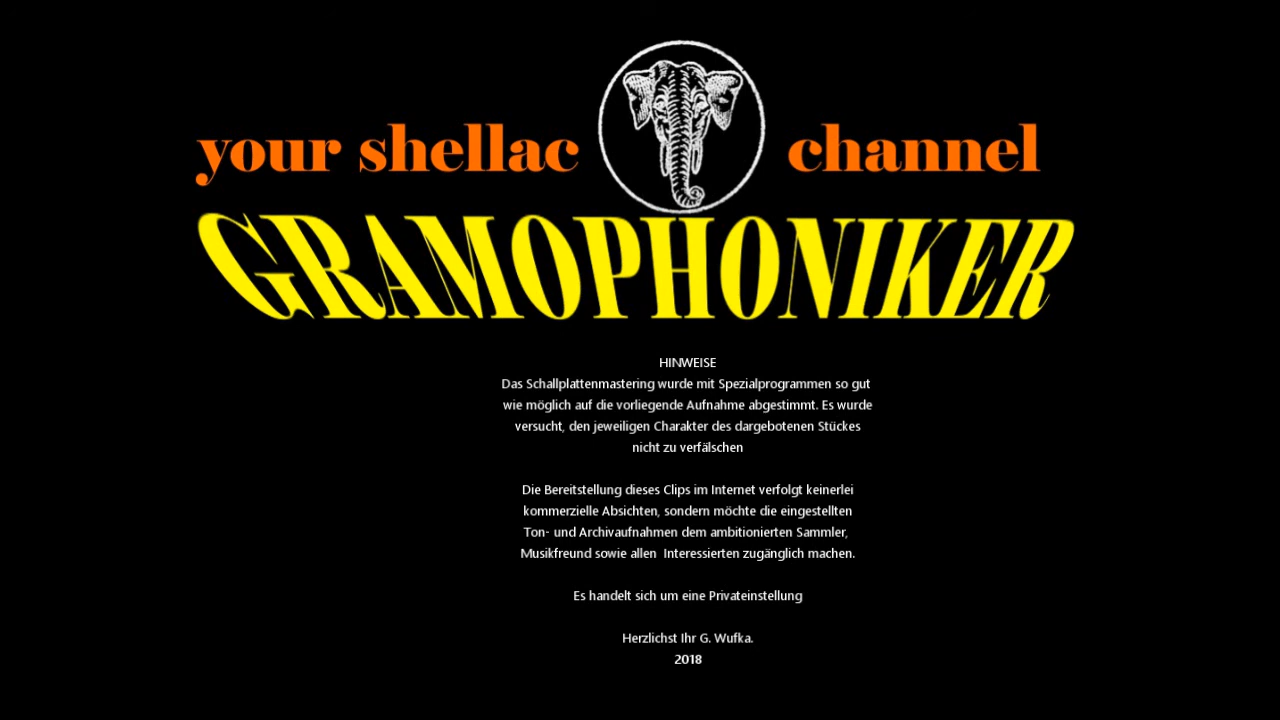 your shellac channel
GRAMOPHONIKER
HINWEISE
Das Schallplattenmastering wurde mit Spezialprogrammen so gut
wie möglich auf die vorliegende Aufnahme abgestimmt. Es wurde
versucht, den jeweiligen Charakter des dargebotenen Stückes
nicht zu verfälschen
Die Bereitstellung dieses Clips im Internet verfolgt keinerlei
kommerzielle Absichten, sondern möchte die eingestellten
Ton- und Archivaufnahmen dem ambitionierten Sammler,
Musikfreund sowie allen Interessierten zugänglich machen.
Es handelt sich um eine Privateinstellung
Herzlichst Ihr G. Wufka.
2018